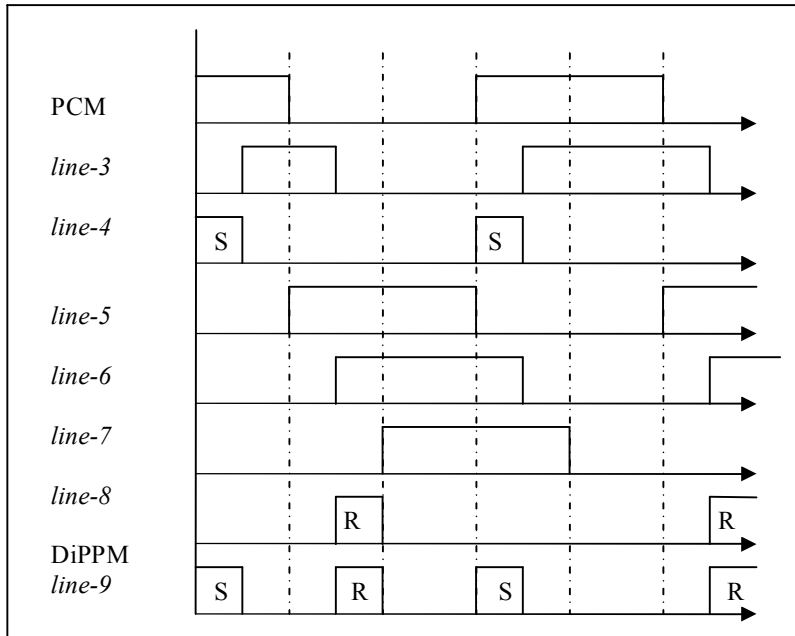 PCM
line-3
line-4
S
S
line-5
line-6
line-7
line-8
R
R
DiPPM
line-9
S
R
S
R